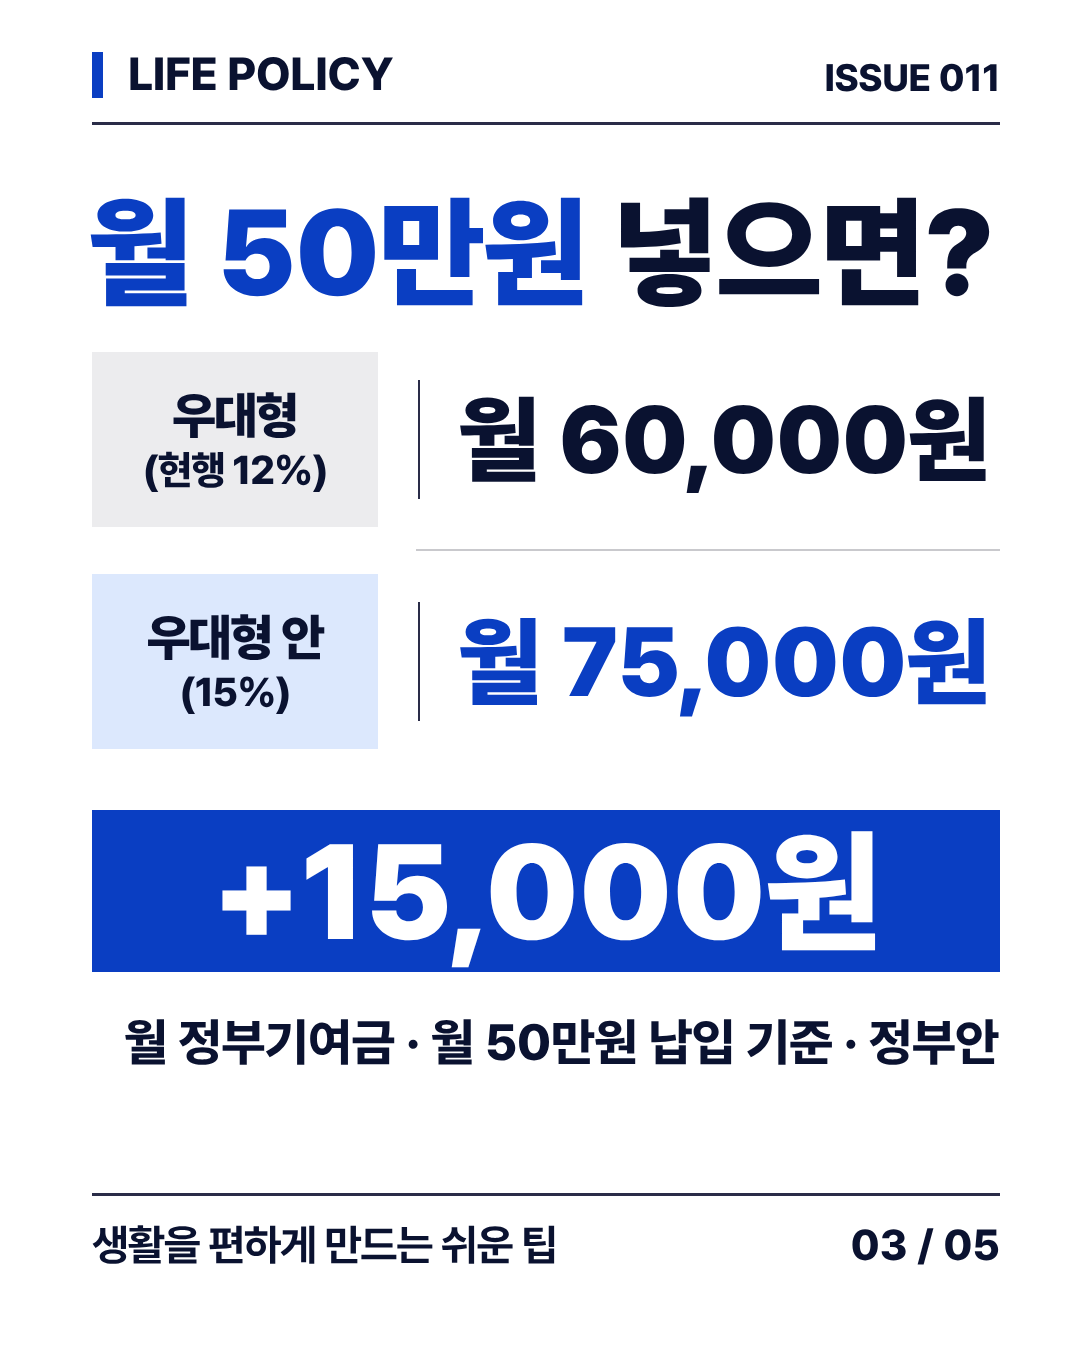 LIFE POLICY
ISSUE 011
월 50만원 넣으면?
우대형
(현행 12%)
월 60,000원
우대형 안
(15%)
월 75,000원
+15,000원
월 정부기여금 · 월 50만원 납입 기준 · 정부안
생활을 편하게 만드는 쉬운 팁
03 / 05